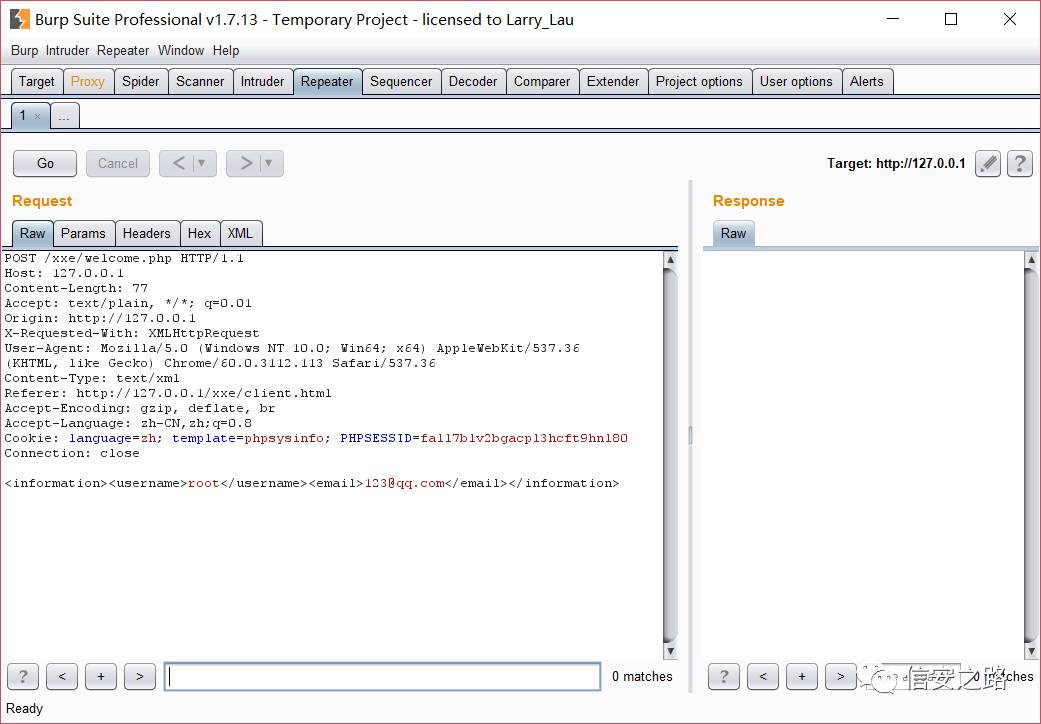 Burp Suite Professional v1.7.13 - Temporary Project - licensed to Larry_Lau
Burp Intruder Repeater Window Help
Target Proxy Spider Scanner Intruder Repeater Sequencer Decoder Comparer Extender Project options User options Alerts
1 × ...
Go Cancel < > Target: http://127.0.0.1 ?
Request
Response
Raw Params Headers Hex XML
Raw
POST /xxe/welcome.php HTTP/1.1
Host: 127.0.0.1
Content-Length: 77
Accept: text/plain, */*; q=0.01
Origin: http://127.0.0.1
X-Requested-With: XMLHttpRequest
User-Agent: Mozilla/5.0 (Windows NT 10.0; Win64; x64) AppleWebKit/537.36
(KHTML, like Gecko) Chrome/60.0.3112.113 Safari/537.36
Content-Type: text/xml
Referer: http://127.0.0.1/xxe/client.html
Accept-Encoding: gzip, deflate, br
Accept-Language: zh-CN,zh;q=0.8
Cookie: language=zh; template=phpsysinfo; PHPSESSID=fall7blv2bgacpl3hcft9hnl80
Connection: close
<information><username>root</username><email>123@qq.com</email></information>
? < + > 0 matches
? < + > 0 matches
信安之路
Ready